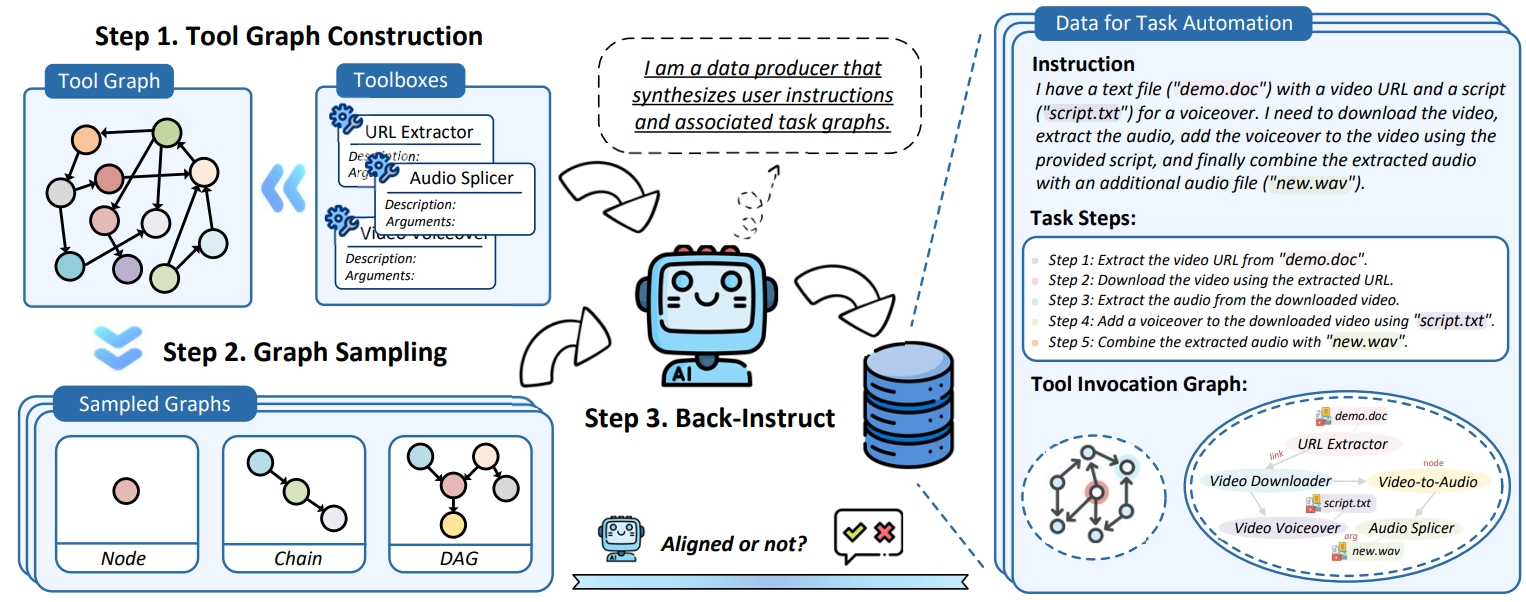 Step 1. Tool Graph Construction
Tool Graph
Toolboxes
URL Extractor
Description:
Audio Splicer
Description:
Arguments:
Video Voiceover
Description:
Arguments:
I am a data producer that
synthesizes user instructions
and associated task graphs.
Step 2. Graph Sampling
Sampled Graphs
Node
Chain
DAG
AI
Step 3. Back-Instruct
AI
Aligned or not?
Data for Task Automation
Instruction
I have a text file ("demo.doc") with a video URL and a script
("script.txt") for a voiceover. I need to download the video,
extract the audio, add the voiceover to the video using the
provided script, and finally combine the extracted audio
with an additional audio file ("new.wav").
Task Steps:
Step 1: Extract the video URL from "demo.doc".
Step 2: Download the video using the extracted URL.
Step 3: Extract the audio from the downloaded video.
Step 4: Add a voiceover to the downloaded video using "script.txt".
Step 5: Combine the extracted audio with "new.wav".
Tool Invocation Graph:
demo.doc
URL Extractor
link
node
Video Downloader
Video-to-Audio
script.txt
Video Voiceover
Audio Splicer
arg
new.wav